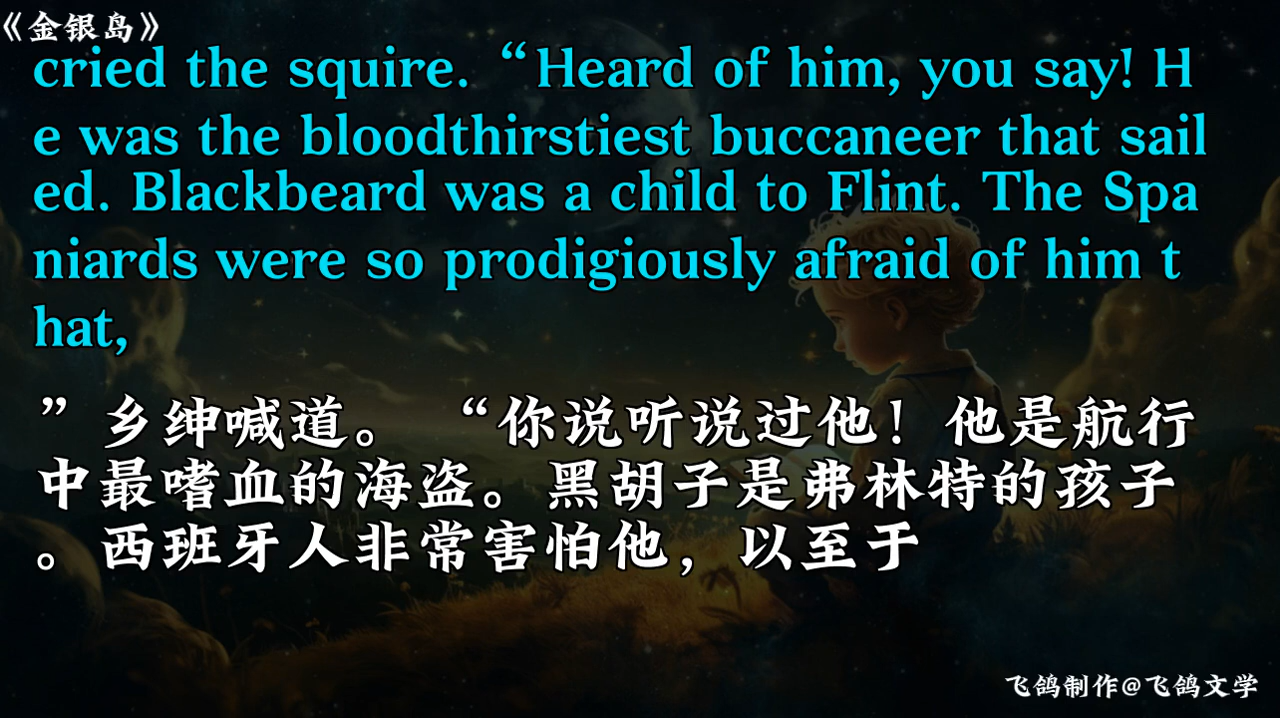 《金银岛》
cried the squire. “Heard of him, you say! H
e was the bloodthirstiest buccaneer that sail
ed. Blackbeard was a child to Flint. The Spa
niards were so prodigiously afraid of him t
hat,
”乡绅喊道。 “你说听说过他！他是航行
中最嗜血的海盗。黑胡子是弗林特的孩子
。西班牙人非常害怕他，以至于
飞鸽制作@飞鸽文学